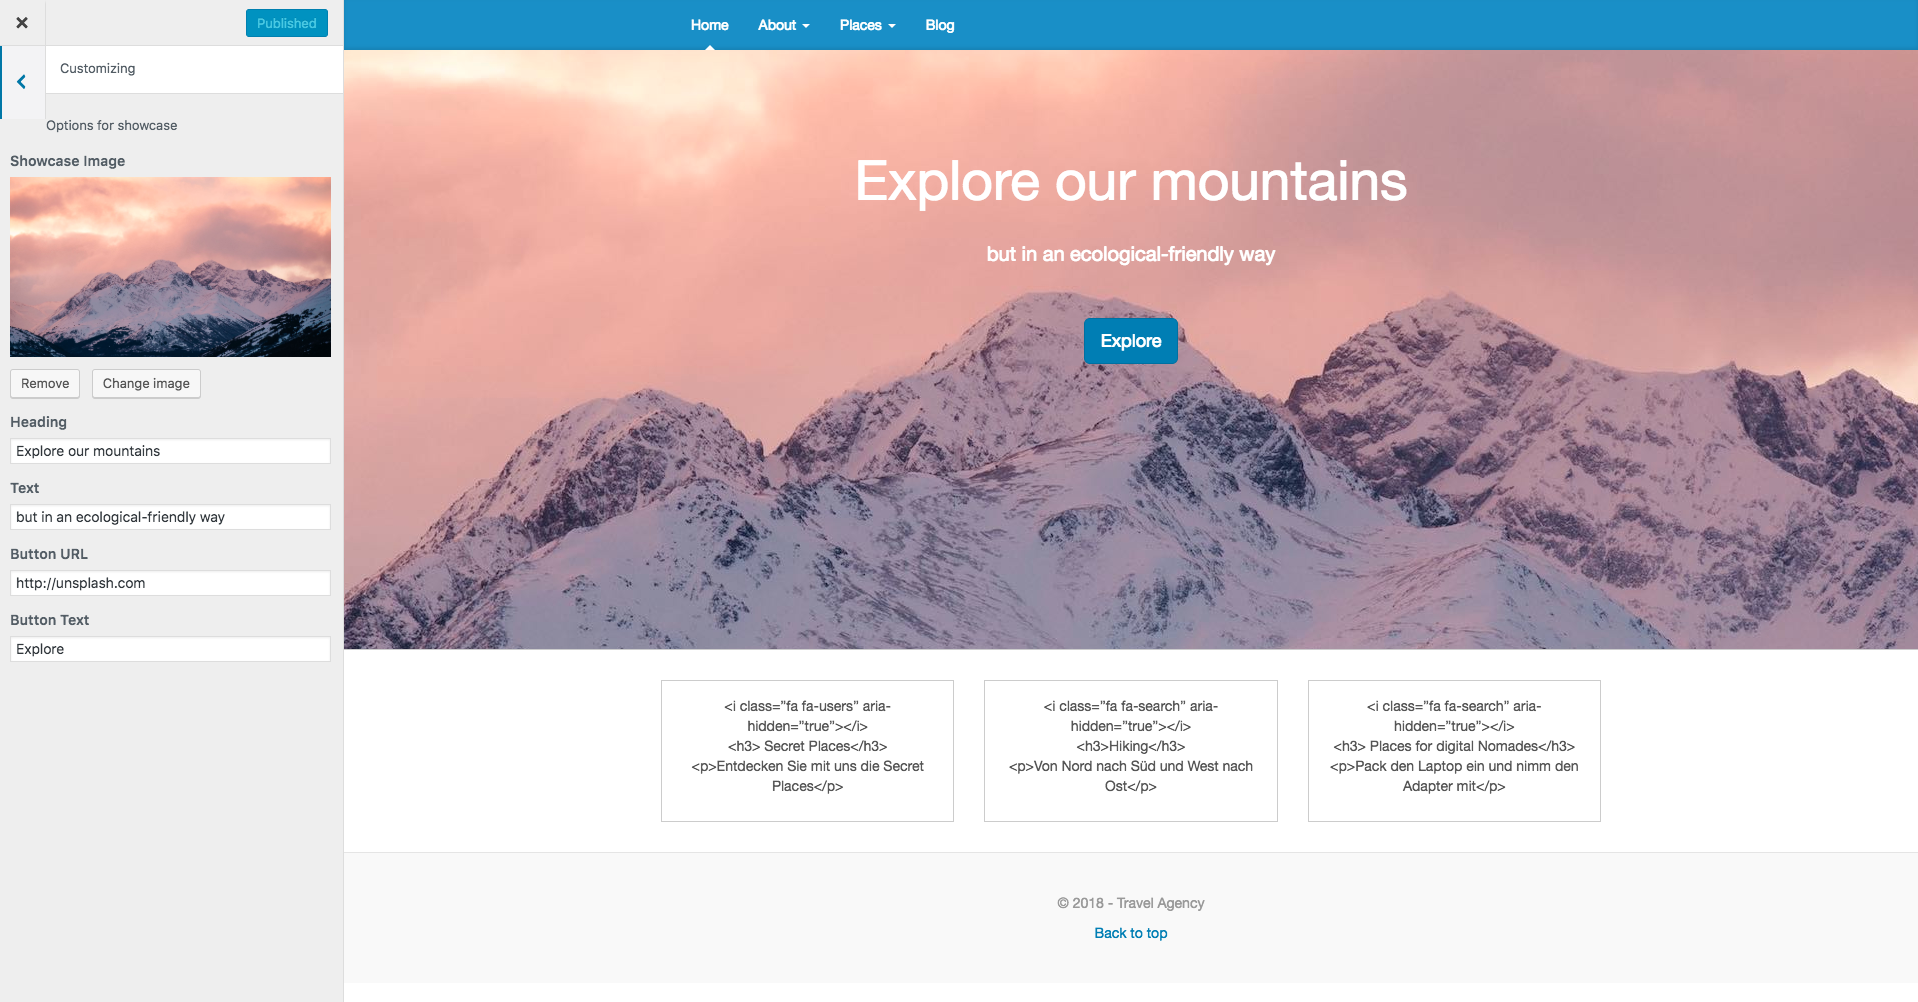 Published
Customizing
Options for showcase
Showcase Image
Remove
Change image
Heading
Explore our mountains
Text
but in an ecological-friendly way
Button URL
http://unsplash.com
Button Text
Explore
Home
About
Places
Blog
Explore our mountains
but in an ecological-friendly way
Explore
<i class=”fa fa-users” aria-
hidden=”true”></i>
<h3> Secret Places</h3>
<p>Entdecken Sie mit uns die Secret
Places</p>
<i class=”fa fa-search” aria-
hidden=”true”></i>
<h3>Hiking</h3>
<p>Von Nord nach Süd und West nach
Ost</p>
<i class=”fa fa-search” aria-
hidden=”true”></i>
<h3> Places for digital Nomades</h3>
<p>Pack den Laptop ein und nimm den
Adapter mit</p>
© 2018 - Travel Agency
Back to top